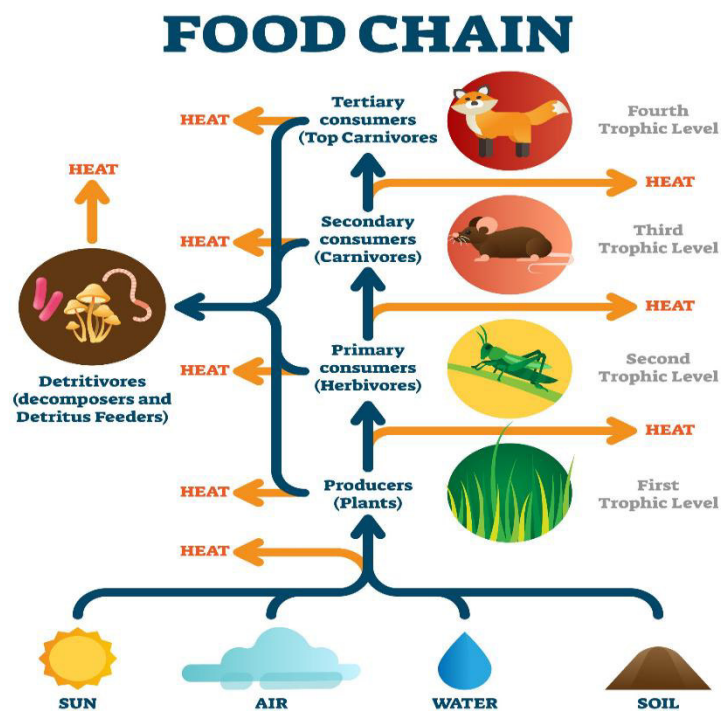 FOOD CHAIN
Tertiary
consumers
(Top Carnivores
HEAT
Fourth
Trophic Level
HEAT
HEAT
Secondary
consumers
(Carnivores)
HEAT
Third
Trophic Level
HEAT
Primary
consumers
(Herbivores)
HEAT
Second
Trophic Level
Detritivores
(decomposers and
Detritus Feeders)
HEAT
Producers
(Plants)
HEAT
First
Trophic Level
HEAT
SUN
AIR
WATER
SOIL